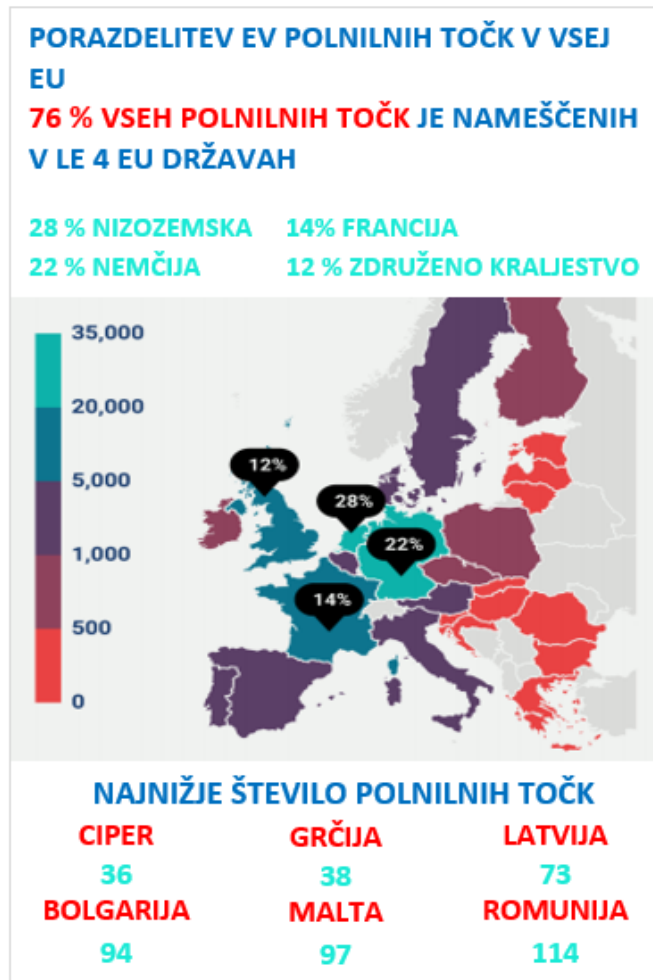 PORAZDELITEV EV POLNILNIH TOČK V VSEJ
EU
76 % VSEH POLNILNIH TOČK JE NAMEŠČENIH
V LE 4 EU DRŽAVAH
28 % NIZOZEMSKA 14% FRANCIJA
22 % NEMČIJA 12 % ZDRUŽENO KRALJESTVO
35,000
20,000
5,000
1,000
500
0
12%
28%
22%
14%
NAJNIŽJE ŠTEVILO POLNILNIH TOČK
CIPER GRČIJA LATVIJA
36 38 73
BOLGARIJA MALTA ROMUNIJA
94 97 114